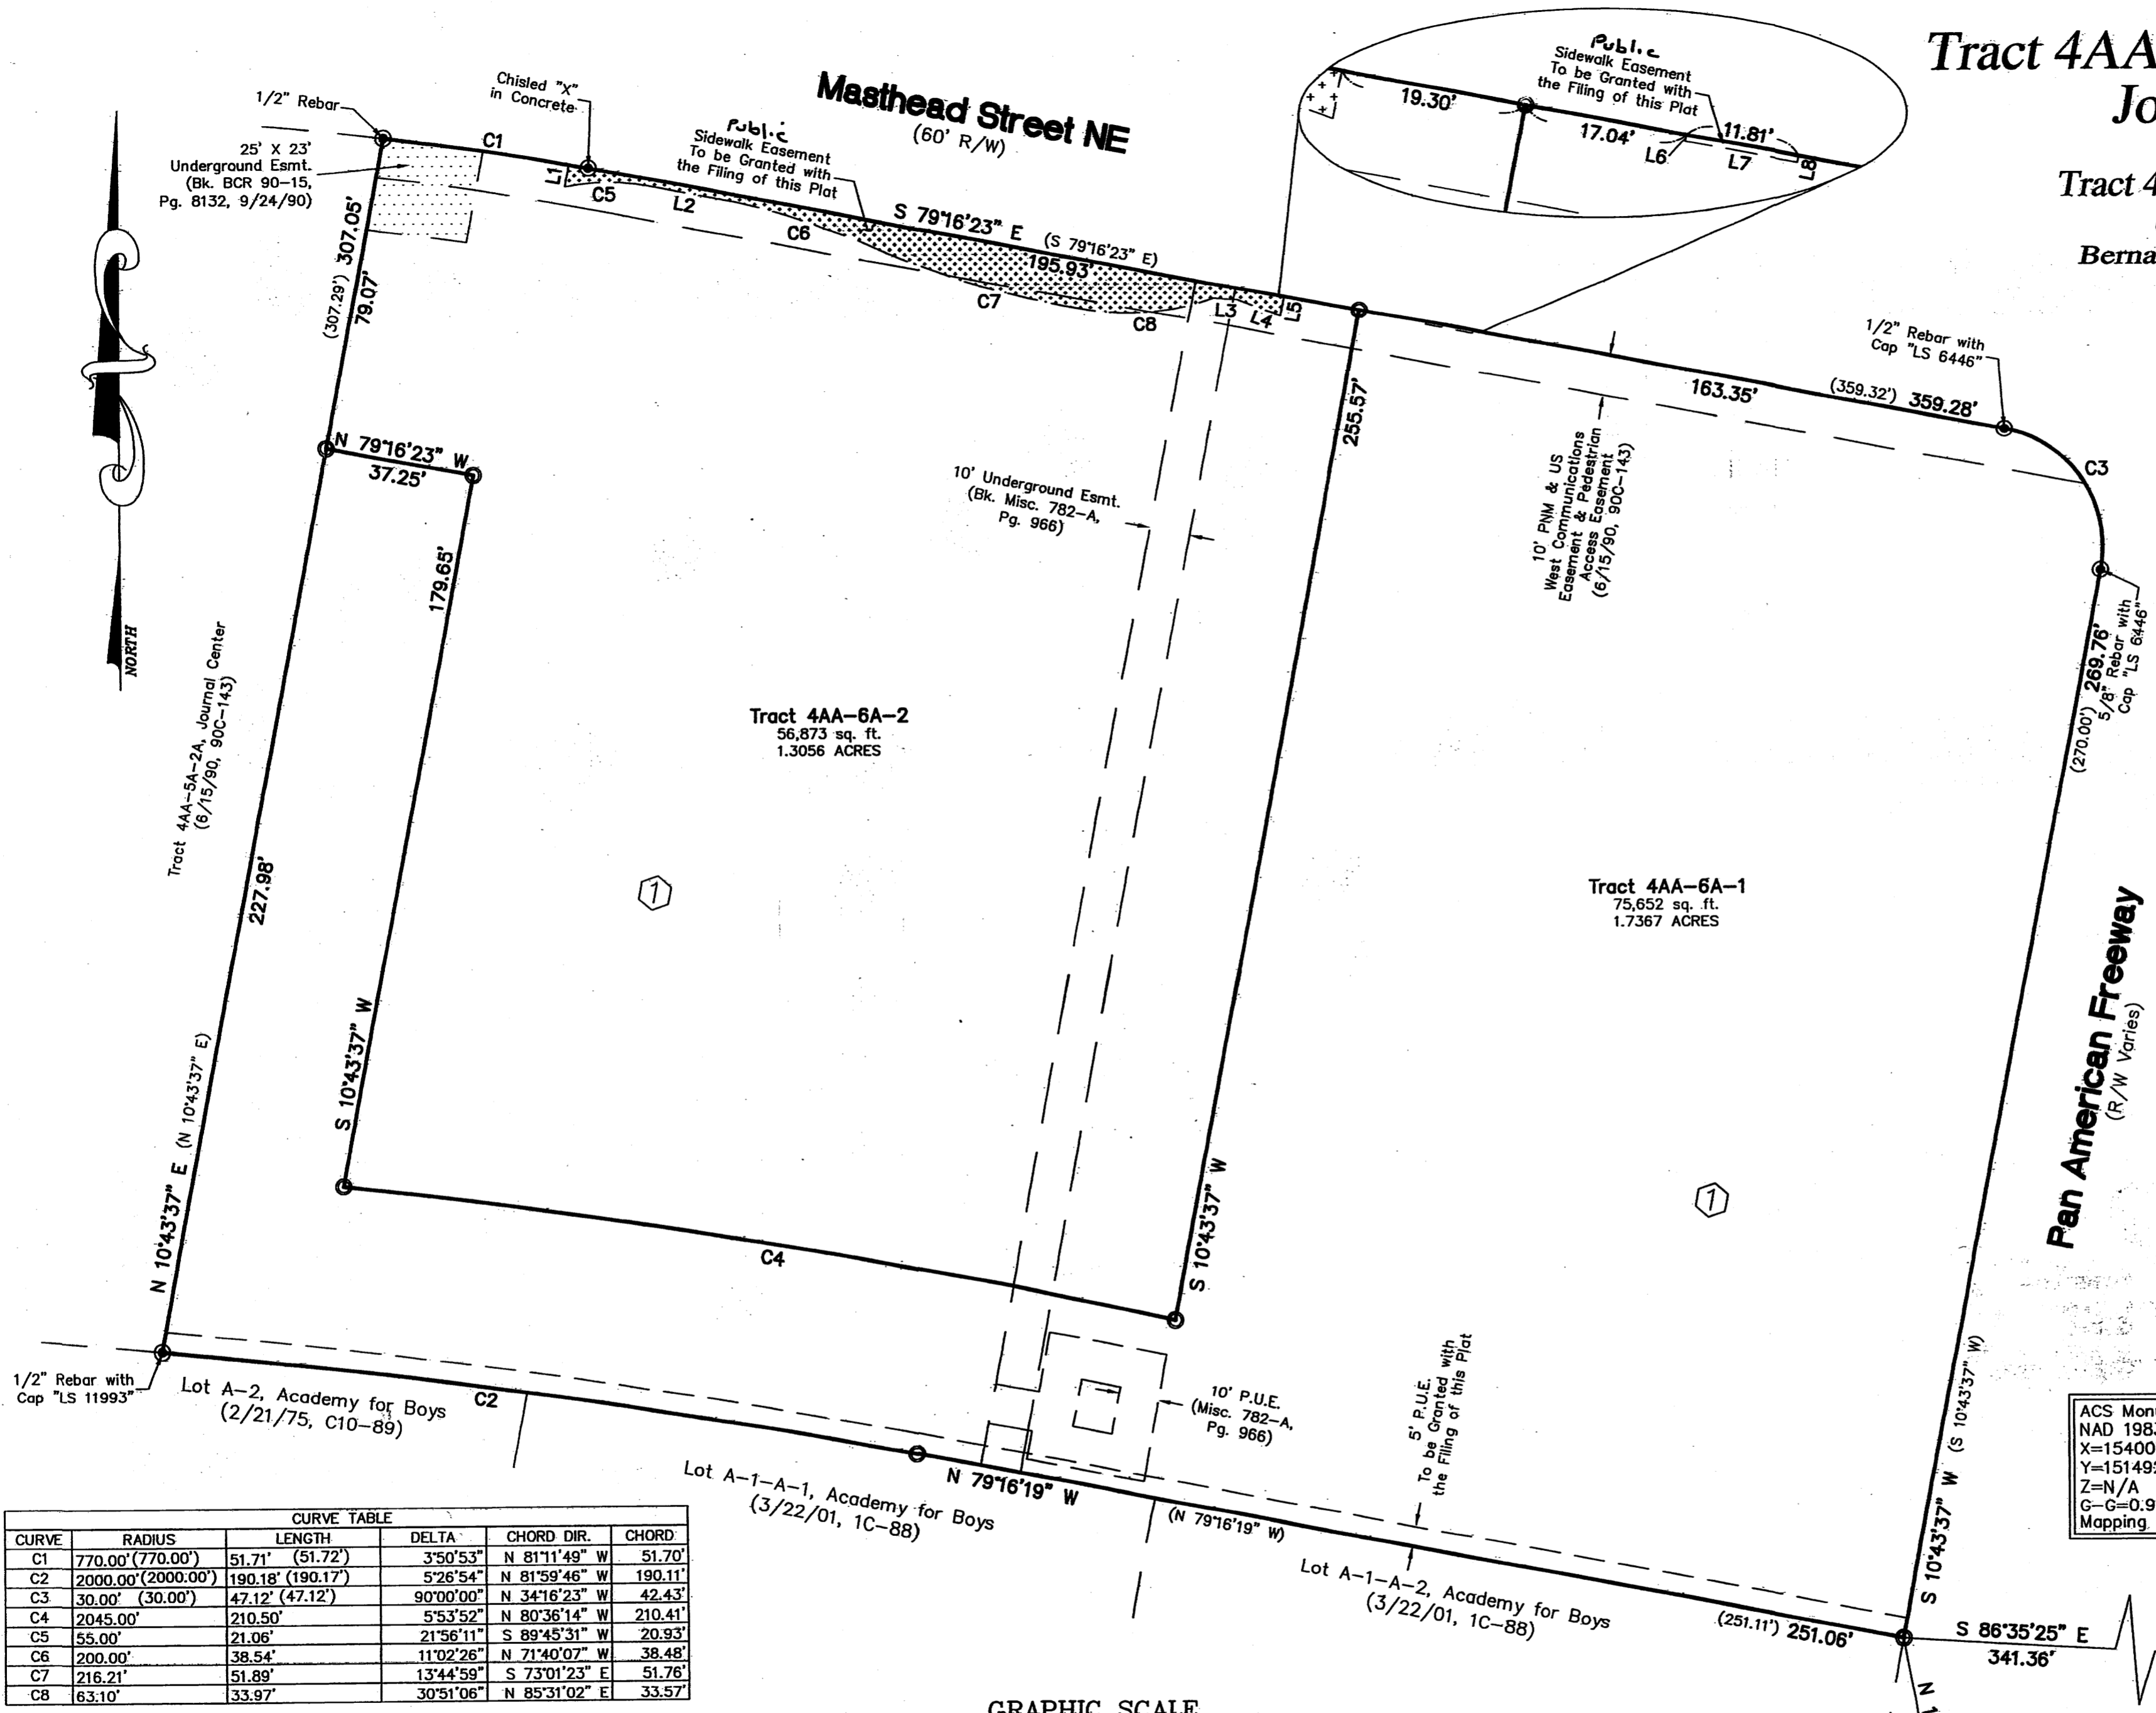 Tract 4AA
Jo
Tract 4
Berna
Masthead Street NE
(60' R/W)
1/2" Rebar
Chisled "X"
in Concrete
25' X 23'
Underground Esmt.
(Bk. BCR 90-15,
Pg. 8132, 9/24/90)
Public
Sidewalk Easement
To be Granted with
the Filing of this Plat
Public
Sidewalk Easement
To be Granted with
the Filing of this Plat
19.30'
17.04'
11.81'
L6
L7
L8
C1
L1
C5
L2
C6
S 79°16'23" E
(S 79°16'23" E)
195.93'
C7
C8
L3
L4
L5
(307.29') 307.05'
79.07'
N 79°16'23" W
37.25'
179.65'
255.57'
163.35'
(359.32') 359.28'
1/2" Rebar with
Cap "LS 6446"
C3
5/8" Rebar with
Cap "LS 6446"
(270.00') 269.76'
10' Underground Esmt.
(Bk. Misc. 782-A,
Pg. 966)
10' PNM & US
West Communications
Easement & Pedestrian
Access Easement
(6/15/90, 90C-143)
NORTH
Tract 4AA-5A-2A, Journal Center
(6/15/90, 90C-143)
227.98'
Tract 4AA-6A-2
56,873 sq. ft.
1.3056 ACRES
1
Tract 4AA-6A-1
75,652 sq. ft.
1.7367 ACRES
1
Pan American Freeway
(R/W Varies)
N 10°43'37" E (N 10°43'37" E)
S 10°43'37" W
C4
S 10°43'37" W
S 10°43'37" W (S 10°43'37" W)
1/2" Rebar with
Cap "LS 11993"
Lot A-2, Academy for Boys
(2/21/75, C10-89)
C2
10' P.U.E.
(Misc. 782-A,
Pg. 966)
5' P.U.E.
To be Granted with
the Filing of this Plat
N 79°16'19" W
(N 79°16'19" W)
Lot A-1-A-1, Academy for Boys
(3/22/01, 1C-88)
Lot A-1-A-2, Academy for Boys
(3/22/01, 1C-88)
(251.11') 251.06'
S 86°35'25" E
341.36'
ACS Mon
NAD 198
X=15400
Y=15149
Z=N/A
G-G=0.9
Mapping
CURVE TABLE
CURVE RADIUS LENGTH DELTA CHORD DIR. CHORD
C1 770.00' (770.00') 51.71' (51.72') 3°50'53" N 81°11'49" W 51.70'
C2 2000.00' (2000.00') 190.18' (190.17') 5°26'54" N 81°59'46" W 190.11'
C3 30.00' (30.00') 47.12' (47.12') 90°00'00" N 34°16'23" W 42.43'
C4 2045.00' 210.50' 5°53'52" N 80°36'14" W 210.41'
C5 55.00' 21.06' 21°56'11" S 89°45'31" W 20.93'
C6 200.00' 38.54' 11°02'26" N 71°40'07" W 38.48'
C7 216.21' 51.89' 13°44'59" S 73°01'23" E 51.76'
C8 63.10' 33.97' 30°51'06" N 85°31'02" E 33.57'
GRAPHIC SCALE